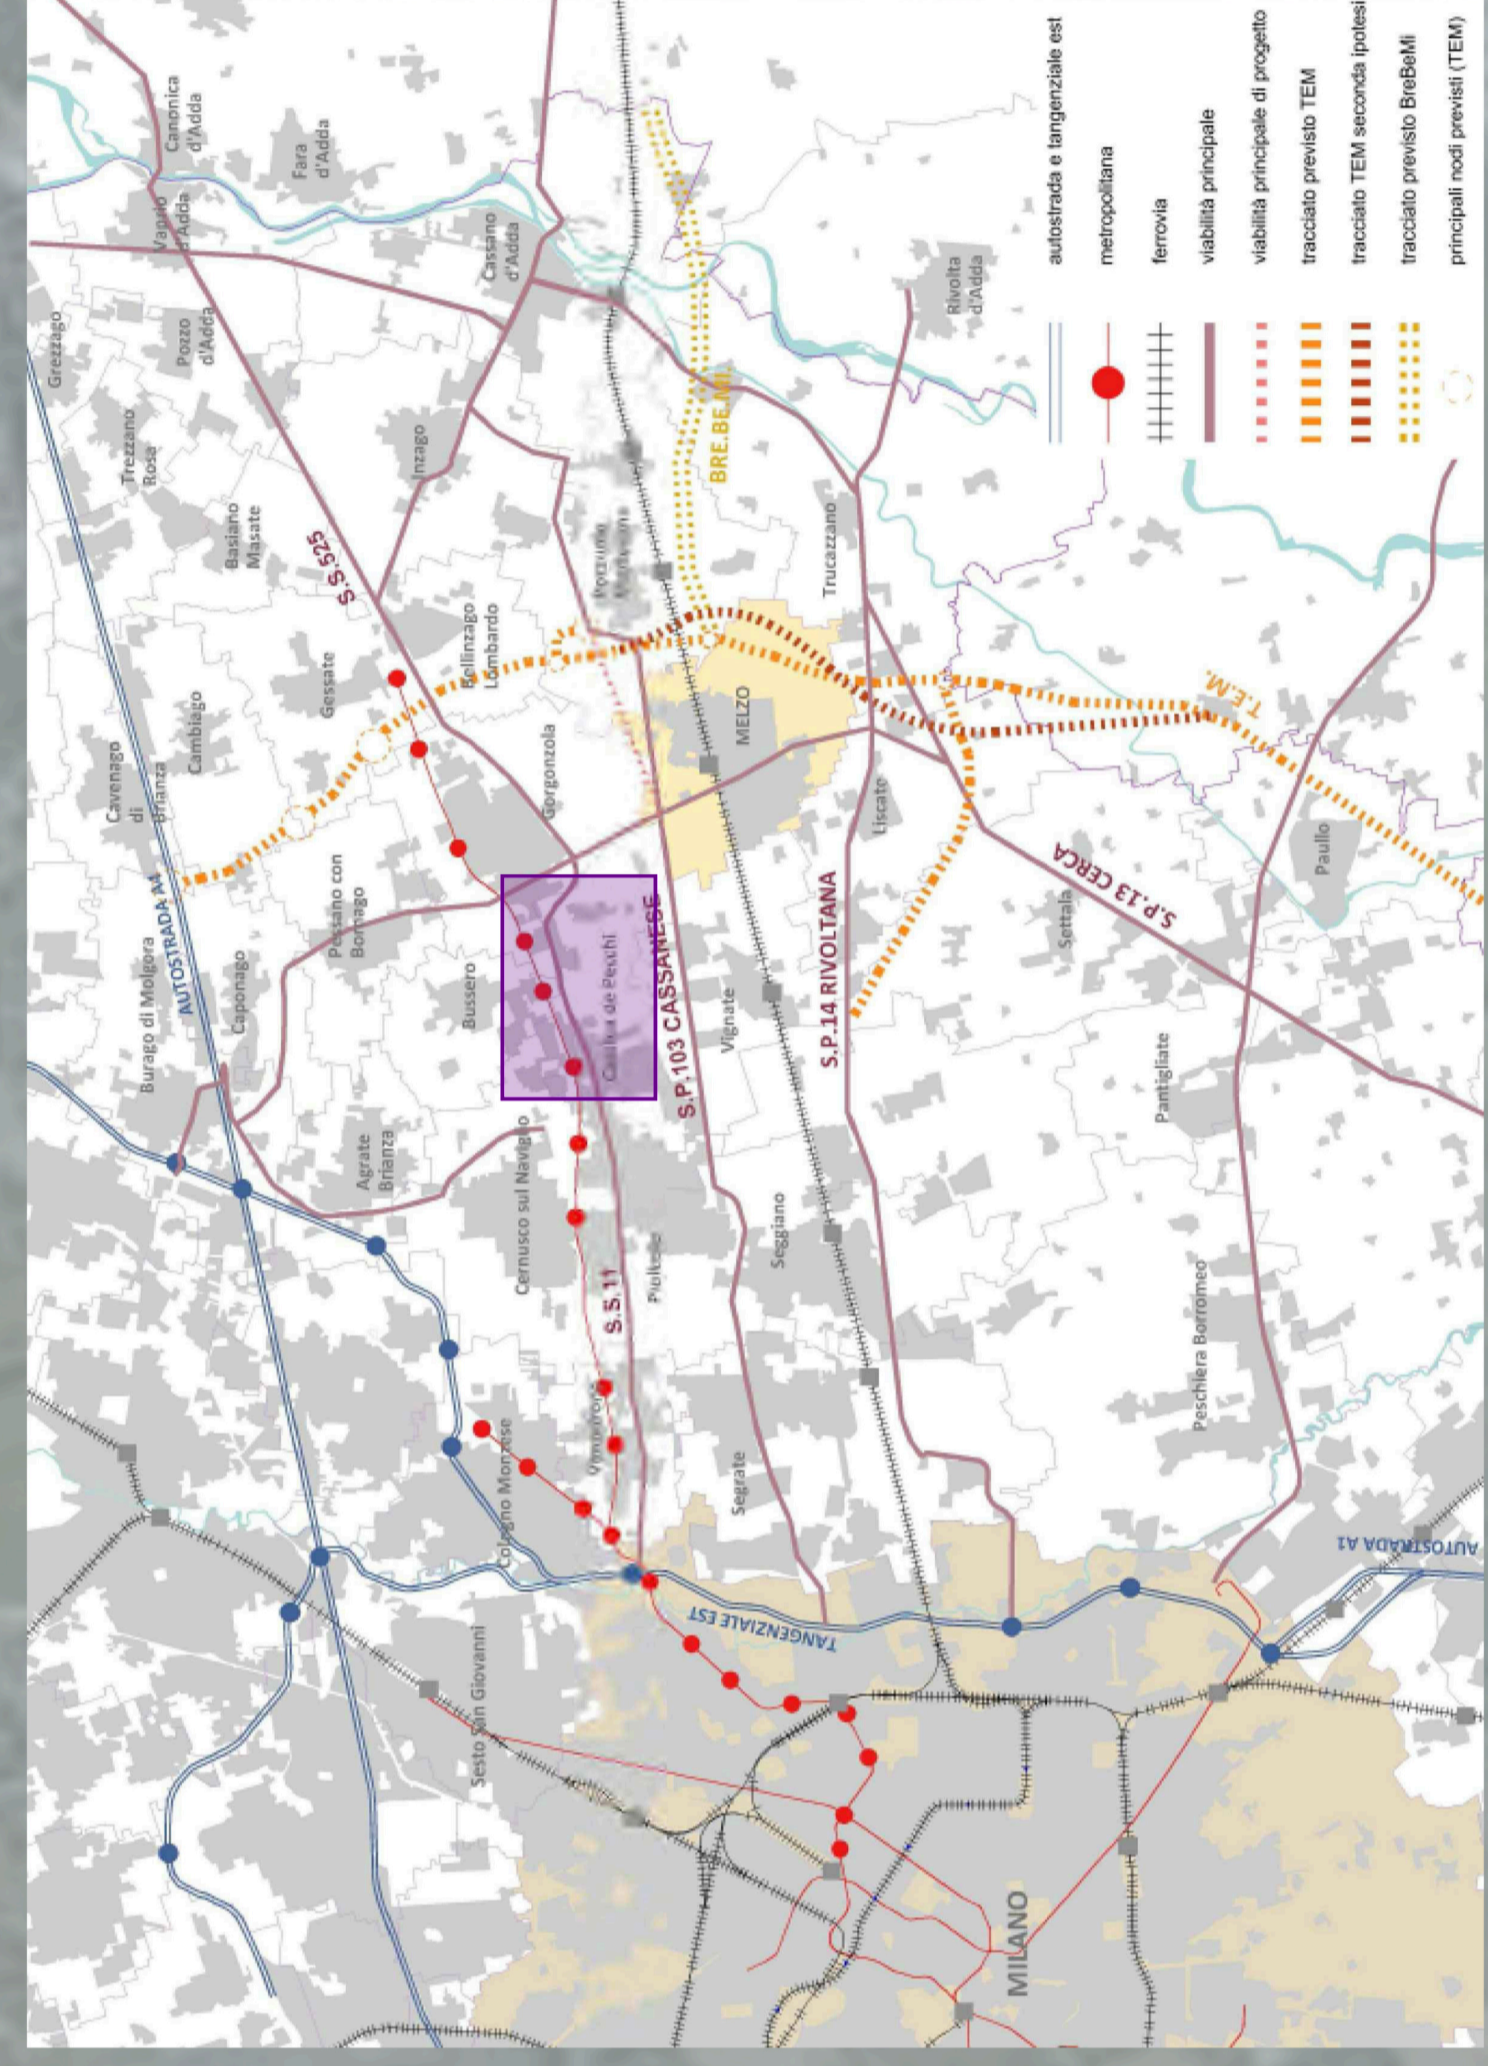 Canonica
d'Adda
Vaprio
d'Adda
Fara
d'Adda
Grezzago
Pozzo
d'Adda
Cassano
d'Adda
Rivolta
d'Adda
Trezzano
Rosa
Basiano
Masate
Inzago
S.S.525
BRE.BE.MI.
Trucazzano
Gessate
Bellinzago
Lombardo
Cambiago
Cavenago
di
Brianza
Gorgonzola
MELZO
T.E.M.
Liscate
Paullo
AUTOSTRADA A4
Pessano con
Bornago
Burago di Molgora
Caponago
Bussero
Cascina de Pecchi
S.P.103 CASSANESE
Vignate
S.P.14 RIVOLTANA
Settala
S.P.13 CERCA
Pantigliate
Agrate
Brianza
Cernusco sul Naviglio
S.S.11
Pioltello
Seggiano
Peschiera Borromeo
Cologno Monzese
Segrate
TANGENZIALE EST
AUTOSTRADA A1
Sesto San Giovanni
MILANO
autostrada e tangenziale est
metropolitana
ferrovia
viabilità principale
viabilità principale di progetto
tracciato previsto TEM
tracciato TEM seconda ipotesi
tracciato previsto BreBeMi
principali nodi previsti (TEM)